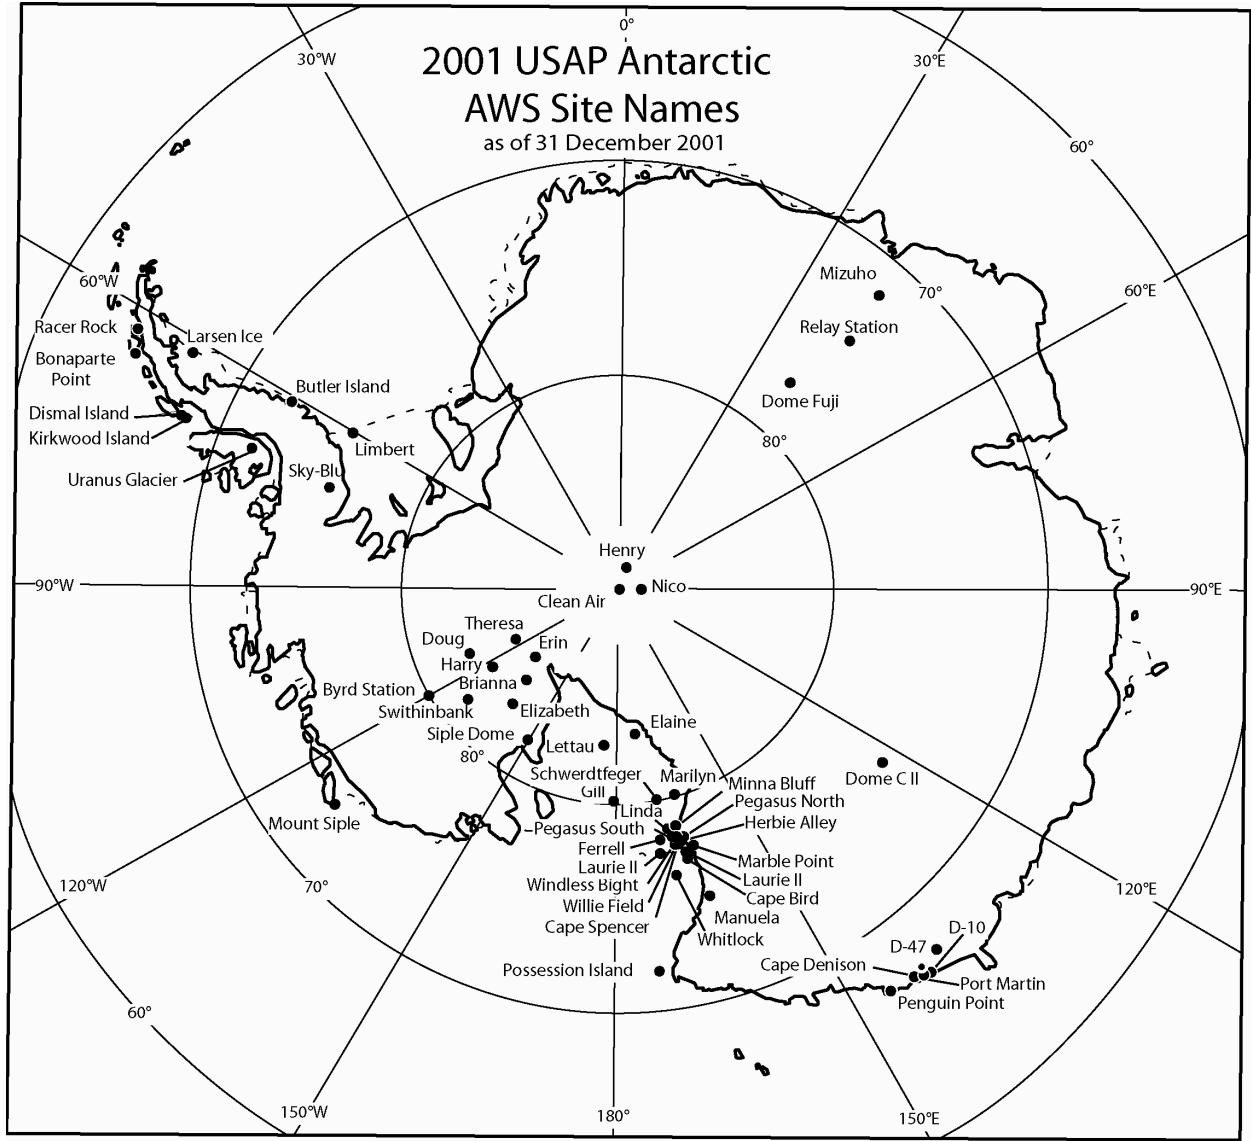 0°
30°W
30°E
2001 USAP Antarctic
AWS Site Names
as of 31 December 2001
60°
60°W
Mizuho
70°
60°E
Racer Rock
Larsen Ice
Relay Station
Bonaparte
Point
Butler Island
Dome Fuji
Dismal Island
Kirkwood Island
80°
Limbert
Uranus Glacier
Sky-Blu
Henry
90°W
Nico
90°E
Clean Air
Theresa
Doug
Erin
Harry
Brianna
Byrd Station
Swithinbank
Elizabeth
Elaine
Siple Dome
Lettau
80°
Schwerdtfeger
Marilyn
Dome C II
Gill
Minna Bluff
Linda
Pegasus North
Mount Siple
Pegasus South
Herbie Alley
Ferrell
Laurie II
Marble Point
Windless Bight
Laurie II
70°
120°W
Willie Field
Cape Bird
120°E
Cape Spencer
Manuela
Whitlock
D-10
D-47
Possession Island
Cape Denison
Port Martin
Penguin Point
60°
150°W
180°
150°E